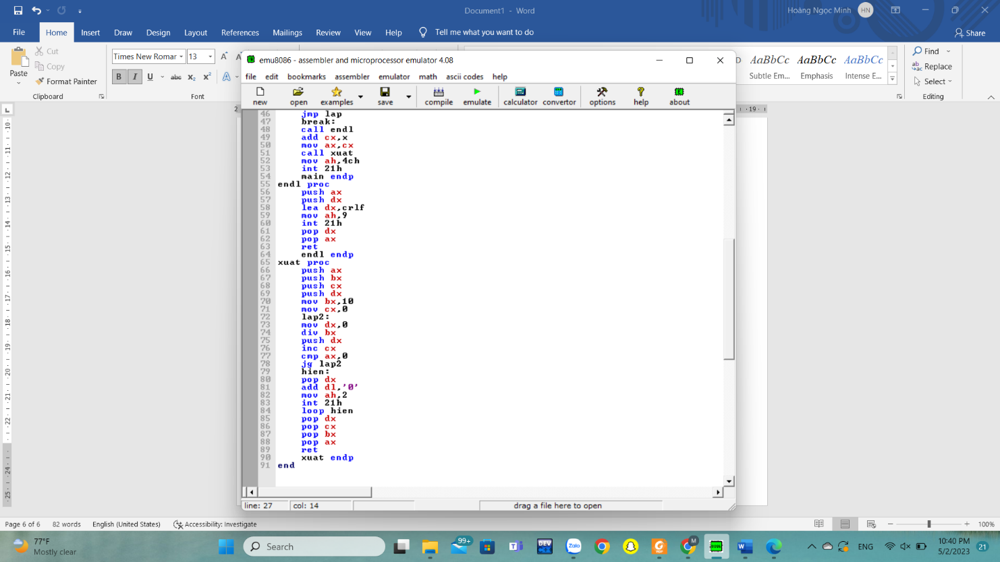 Document1 - Word
Hoàng Ngọc Minh
HN
File Home Insert Draw Design Layout References Mailings Review View Help Tell me what you want to do
Share
Paste
Cut
Copy
Format Painter
Clipboard
Times New Roman 13
B I U abc x₂ x² A
Font
AaBbCc AaBbCc AaBbCc
Subtle Em... Emphasis Intense E...
Find
Replace
Select
Editing
emu8086 - assembler and microprocessor emulator 4.08
file edit bookmarks assembler emulator math ascii codes help
new open examples save compile emulate calculator convertor options help about
46 jmp lap
47 break:
48 call endl
49 add cx,x
50 mov ax,cx
51 call xuat
52 mov ah,4ch
53 int 21h
54 main endp
55 endl proc
56 push ax
57 push dx
58 lea dx,crlf
59 mov ah,9
60 int 21h
61 pop dx
62 pop ax
63 ret
64 endl endp
65 xuat proc
66 push ax
67 push bx
68 push cx
69 push dx
70 mov bx,10
71 mov cx,0
72 lap2:
73 mov dx,0
74 div bx
75 push dx
76 inc cx
77 cmp ax,0
78 jg lap2
79 hien:
80 pop dx
81 add dl,'0'
82 mov ah,2
83 int 21h
84 loop hien
85 pop dx
86 pop cx
87 pop bx
88 pop ax
89 ret
90 xuat endp
91 end
line: 27 col: 14 drag a file here to open
Page 6 of 6 82 words English (United States) Accessibility: Investigate 100%
77°F
Mostly clear
Search
99+
DEV
Zalo
M
ENG
10:40 PM
5/2/2023
21